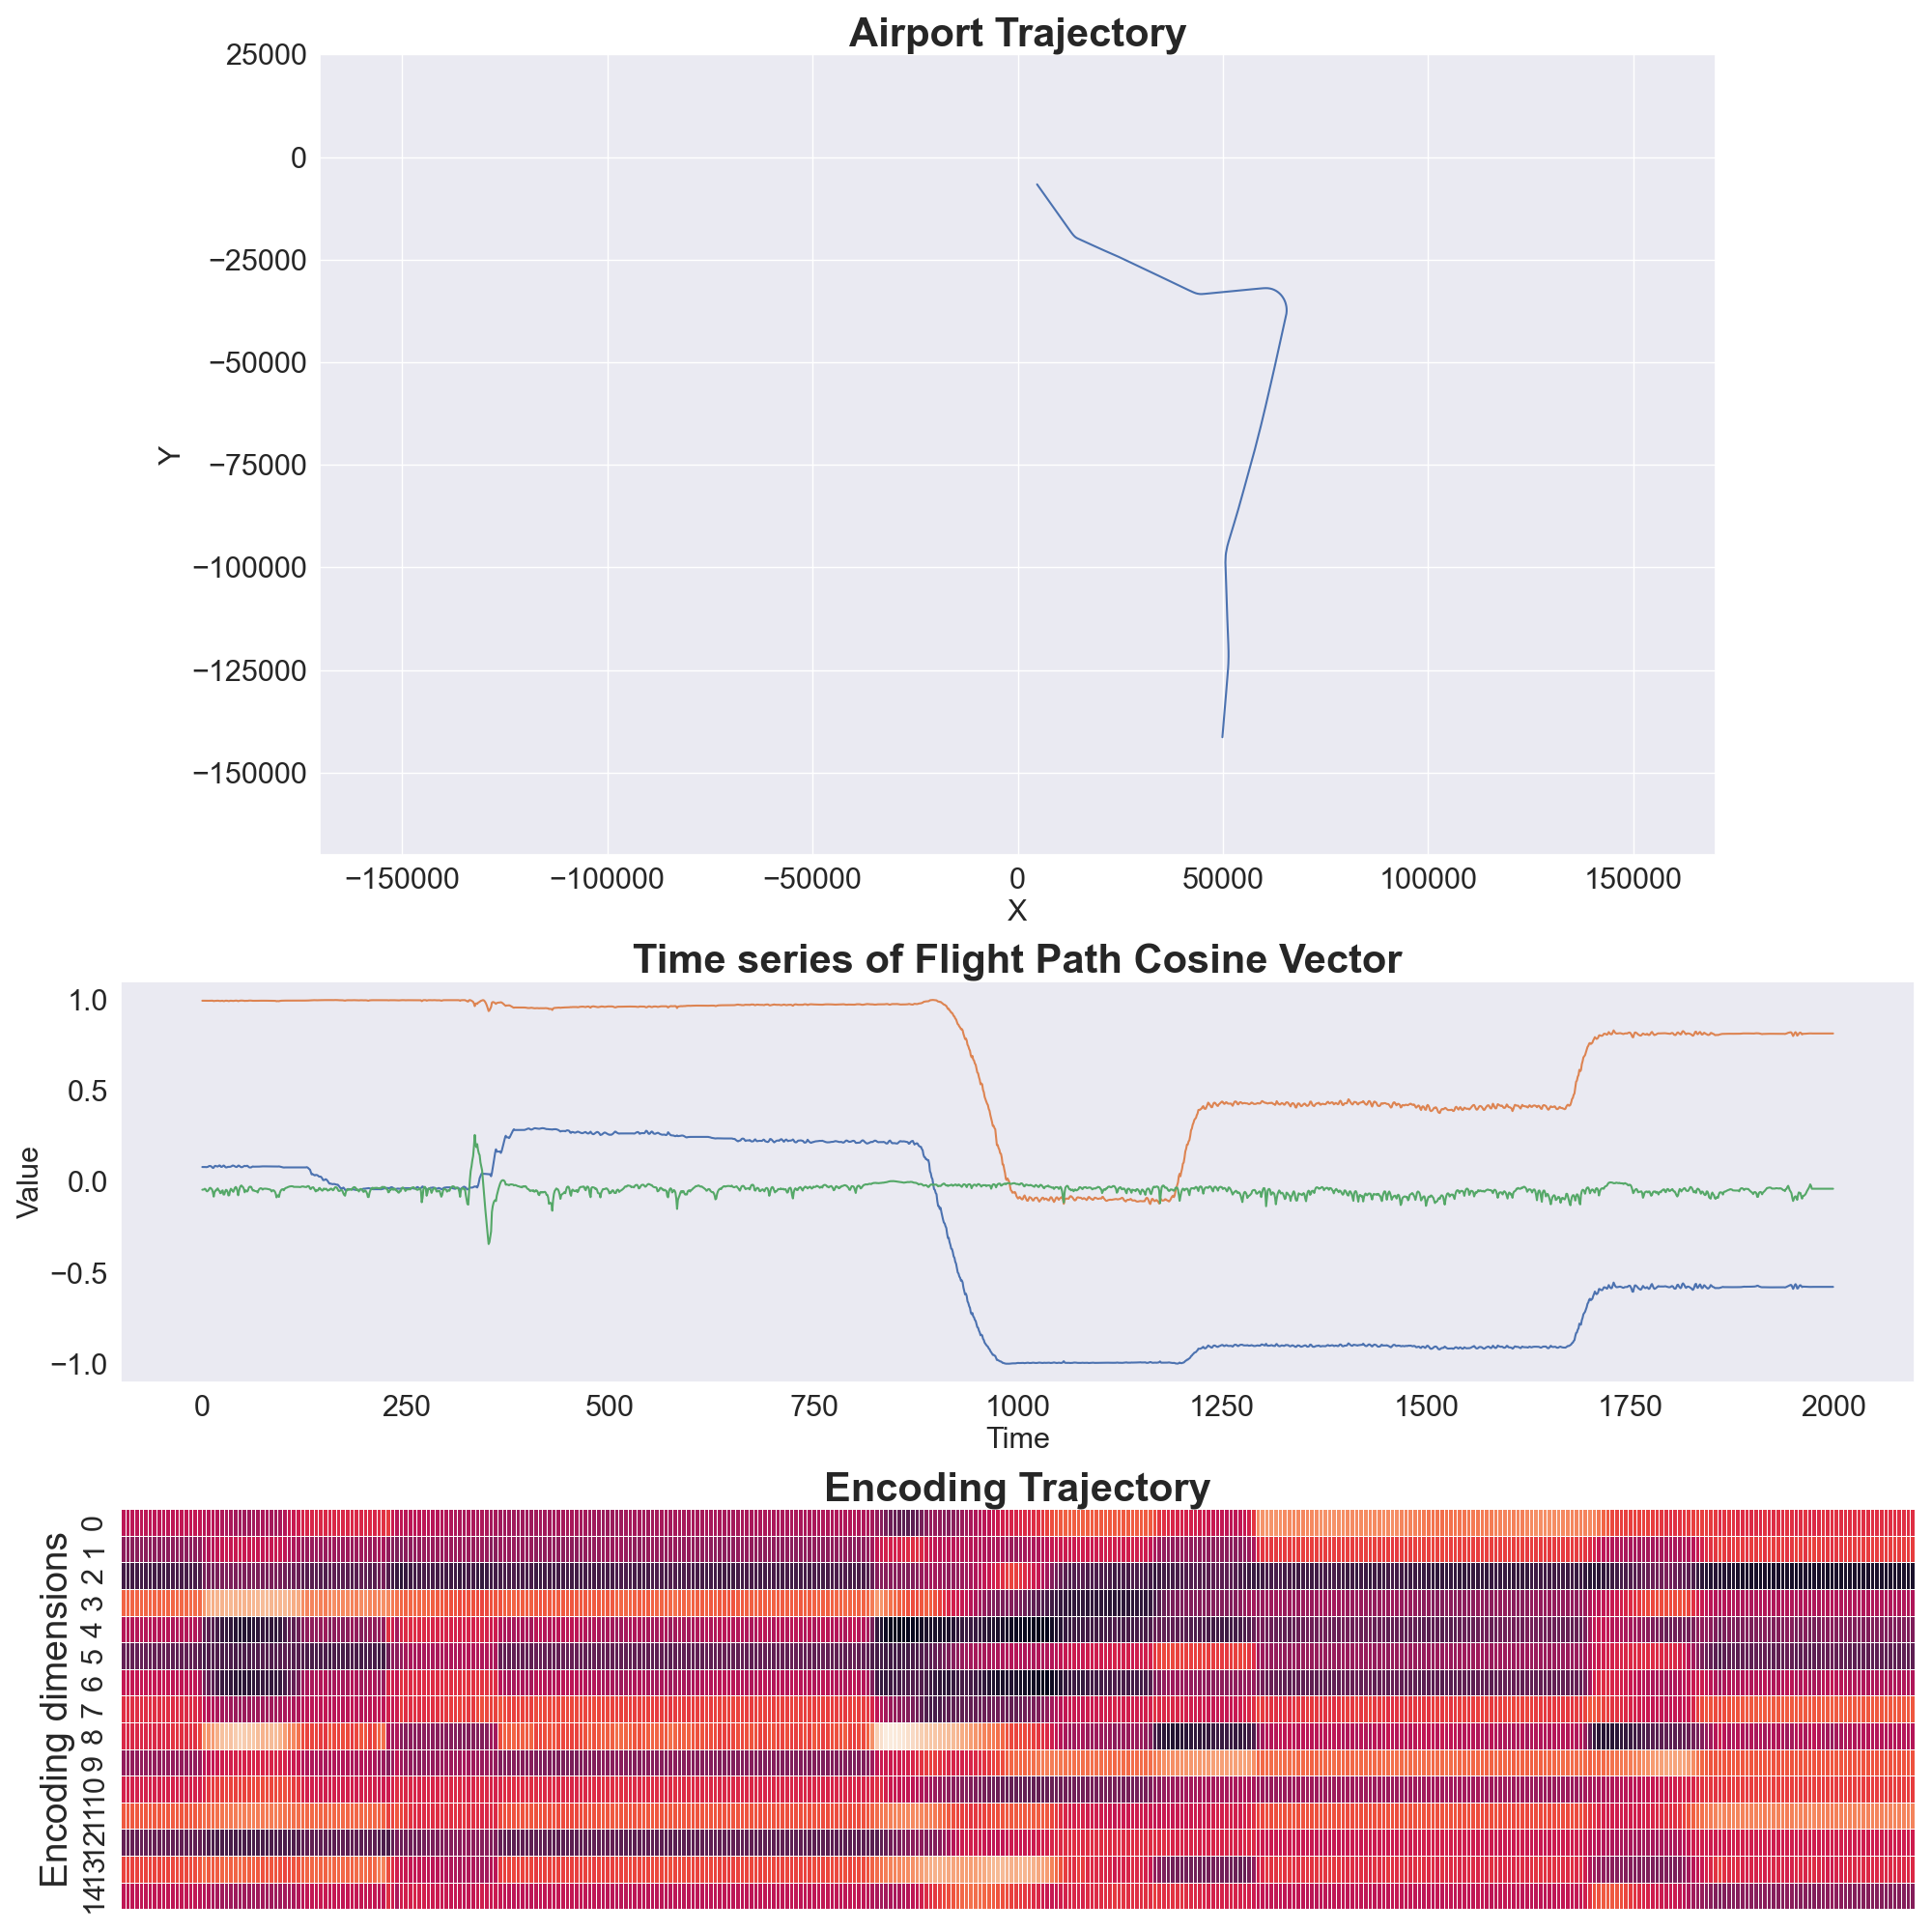 Airport Trajectory
25000
0
−25000
−50000
−75000
−100000
−125000
−150000
Y
−150000 −100000 −50000 0 50000 100000 150000
X
Time series of Flight Path Cosine Vector
1.0
0.5
0.0
−0.5
−1.0
Value
0 250 500 750 1000 1250 1500 1750 2000
Time
Encoding Trajectory
Encoding dimensions
0
1
2
3
4
5
6
7
8
9
10
11
12
13
14